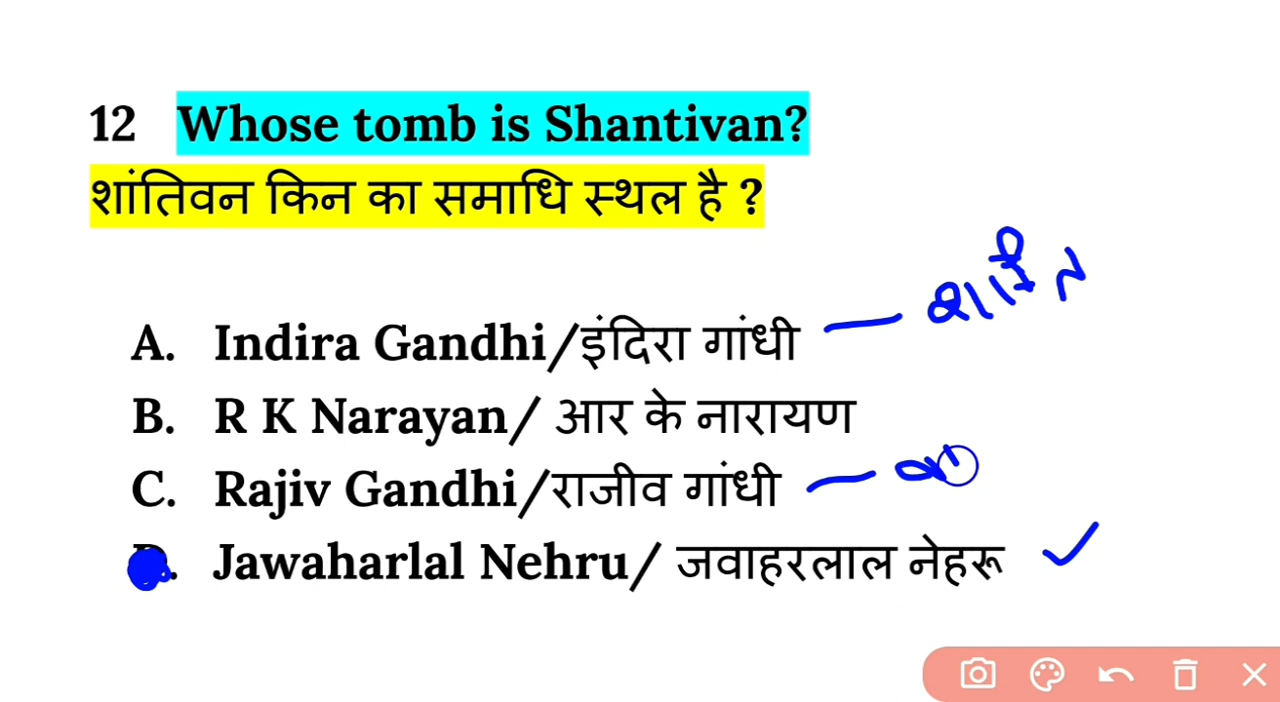 12 Whose tomb is Shantivan?
शांतिवन किन का समाधि स्थल है ?
A. Indira Gandhi/इंदिरा गांधी
B. R K Narayan/ आर के नारायण
C. Rajiv Gandhi/राजीव गांधी
D. Jawaharlal Nehru/ जवाहरलाल नेहरू